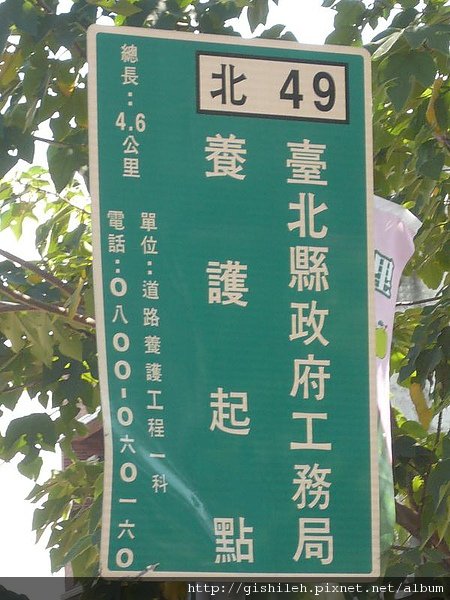 北 49
臺北縣政府工務局
養護起點
單位：道路養護工程一科
電話：0八00-0六0一六0
總長：4.6公里
里
http://gishileh.pixnet.net/album